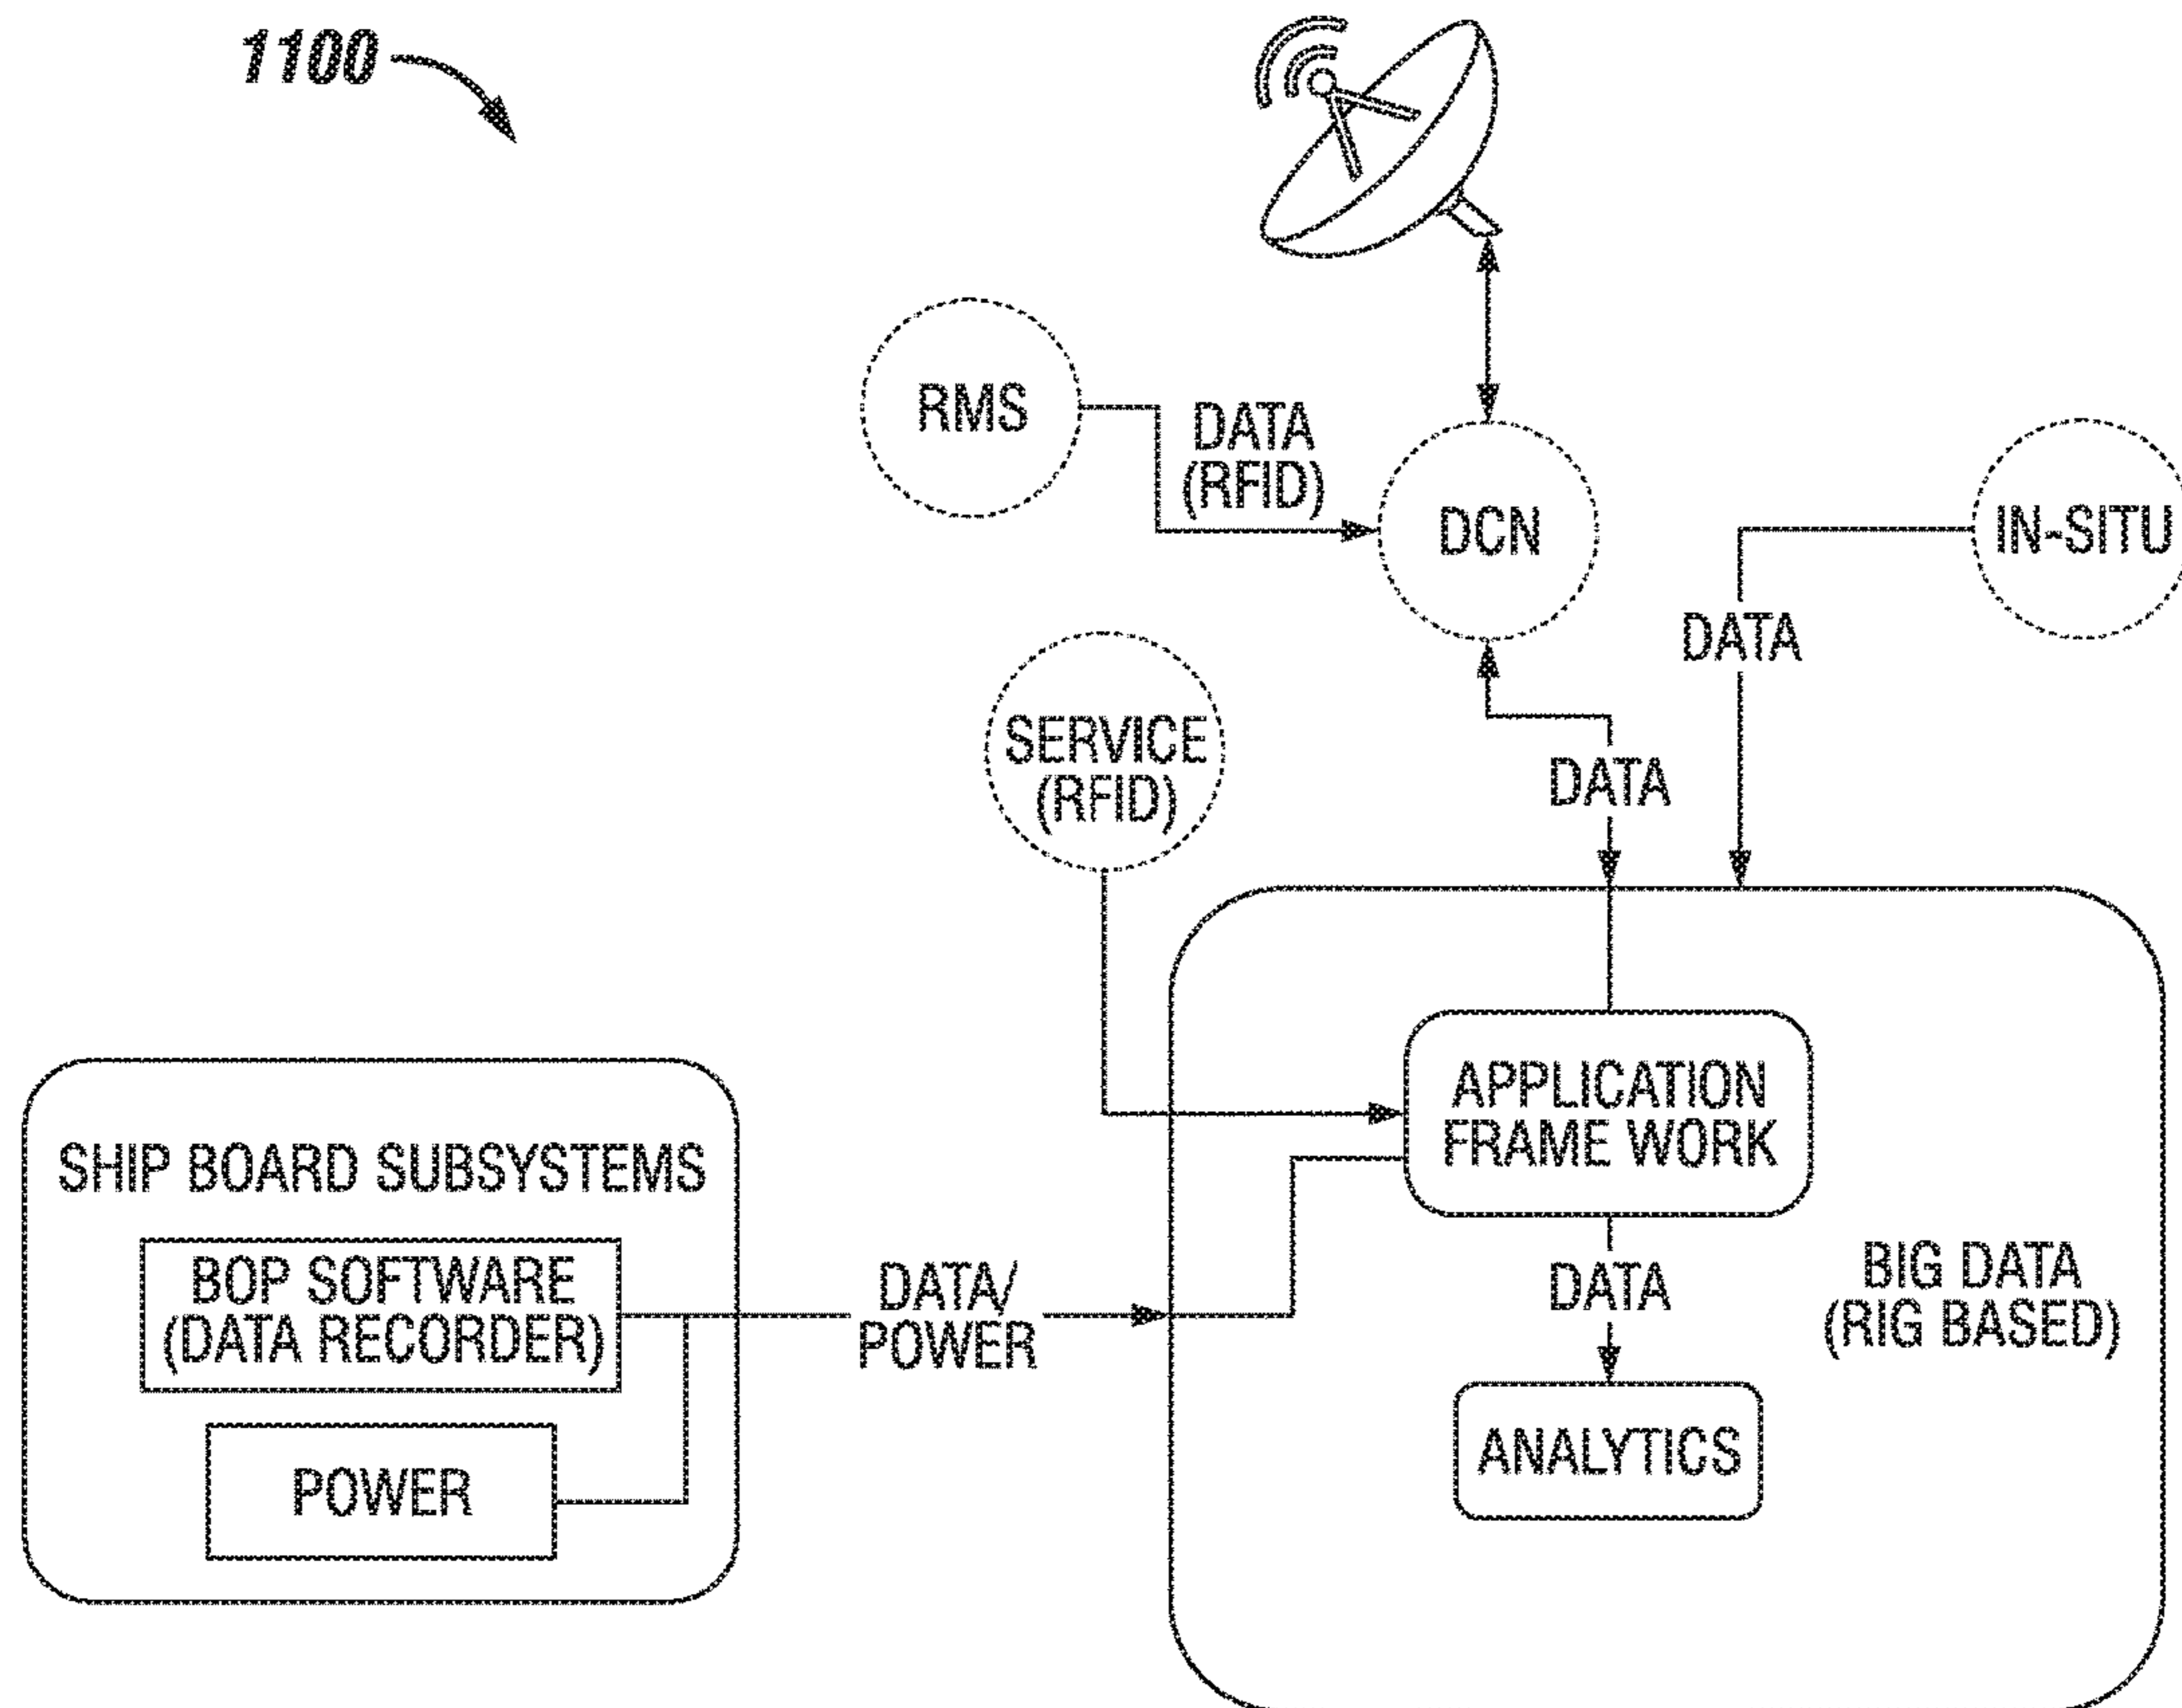 1100
RMS
DATA
(RFID)
DCN
IN-SITU
DATA
SERVICE
(RFID)
DATA
APPLICATION
FRAME WORK
SHIP BOARD SUBSYSTEMS
BOP SOFTWARE
(DATA RECORDER)
DATA/
POWER
DATA
BIG DATA
(RIG BASED)
POWER
ANALYTICS